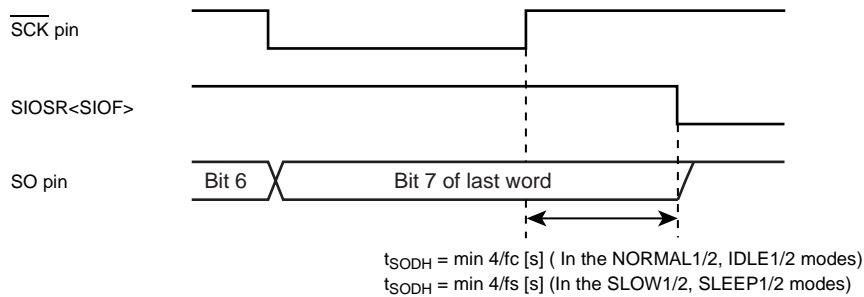 SCK pin
SIOSR<SIOF>
SO pin
Bit 6
Bit 7 of last word
tSODH = min 4/fc [s] ( In the NORMAL1/2, IDLE1/2 modes)
tSODH = min 4/fs [s] (In the SLOW1/2, SLEEP1/2 modes)